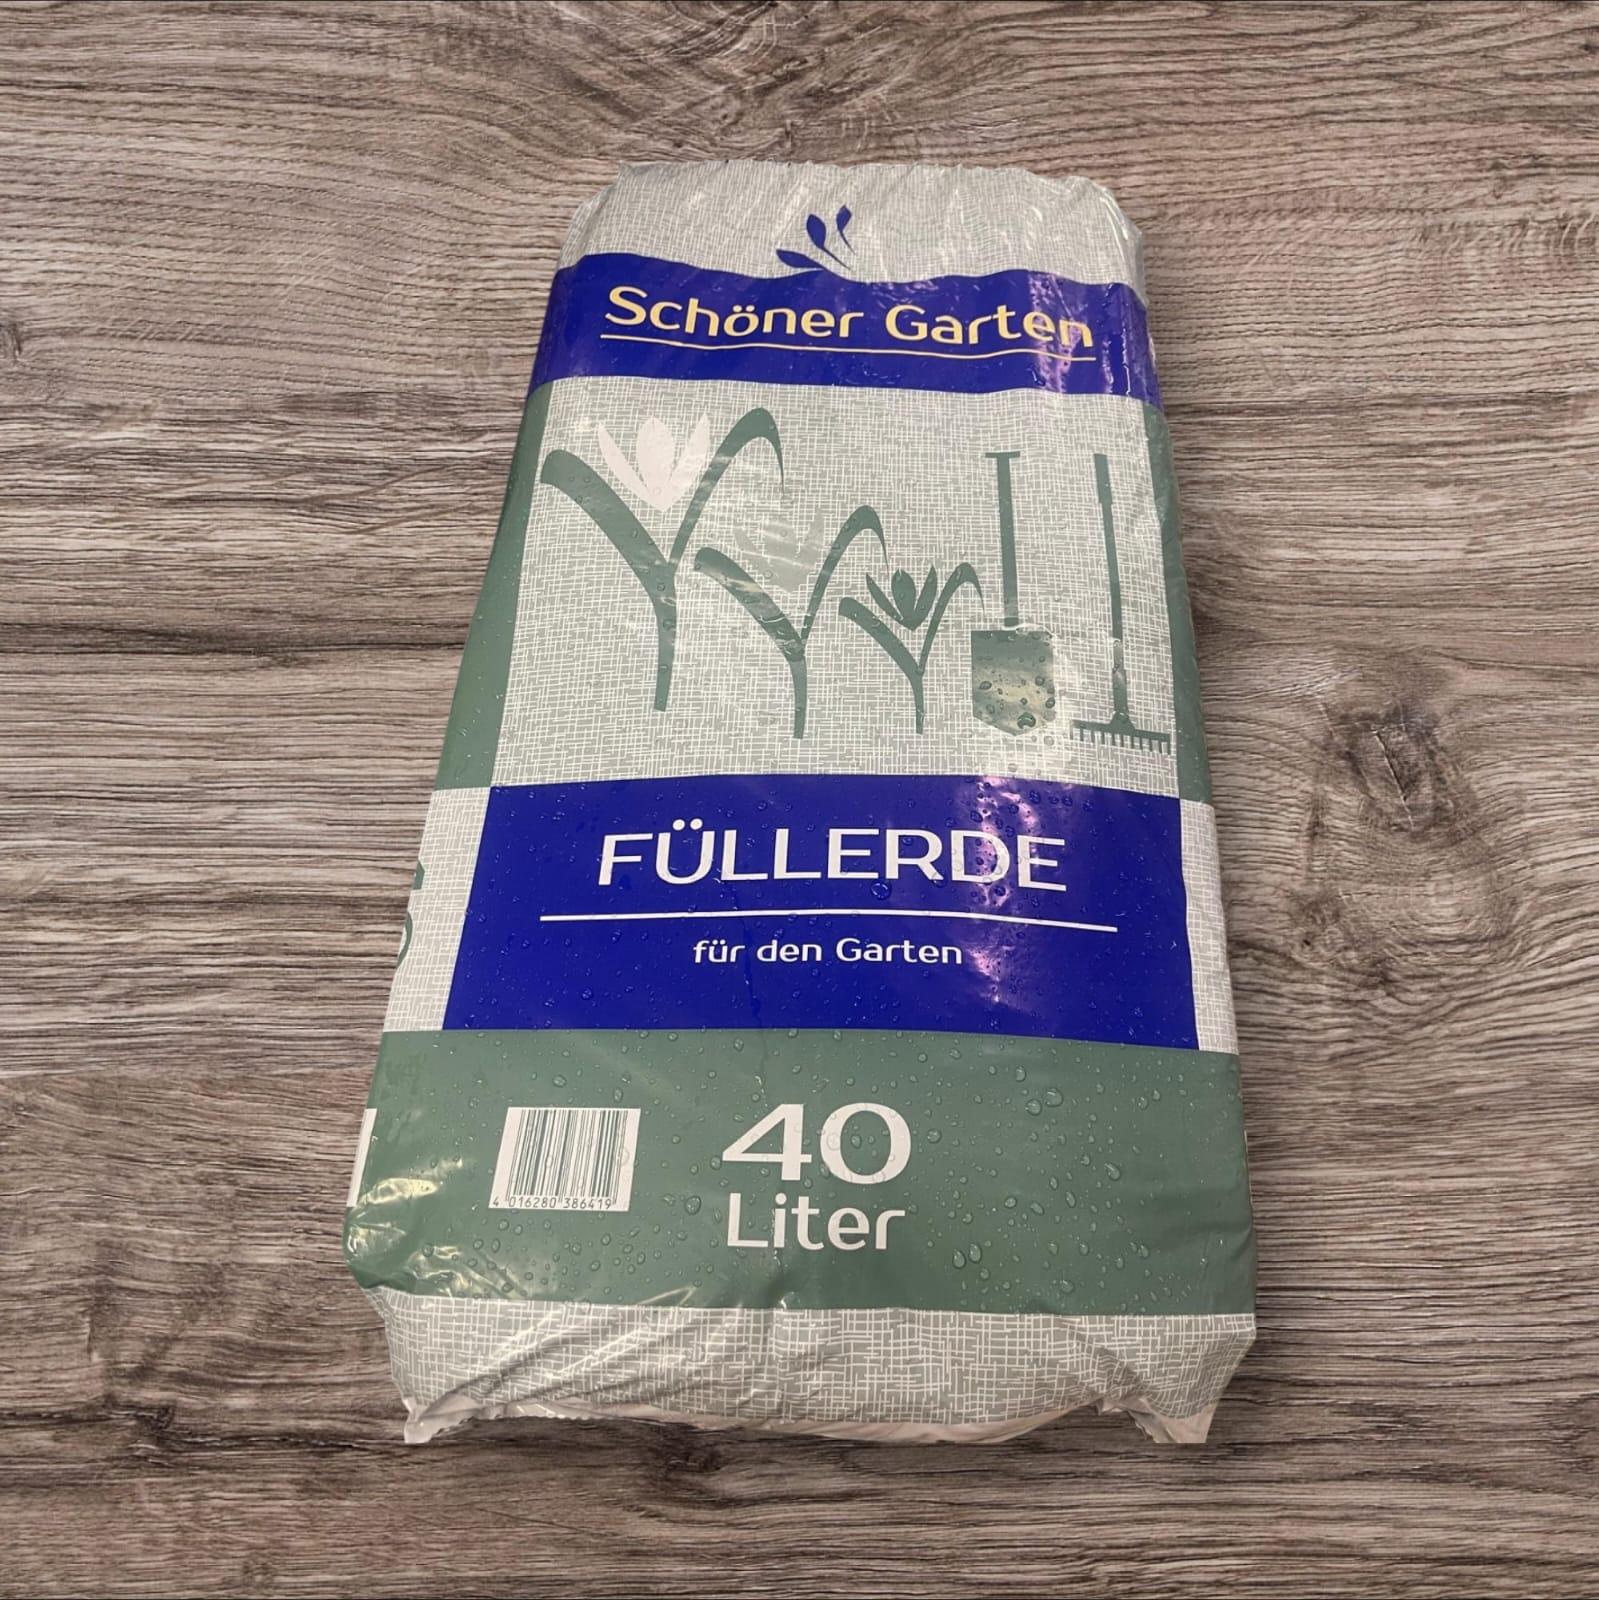 Schöner Garten
FÜLLERDE
für den Garten
40
Liter
4 016280 386419